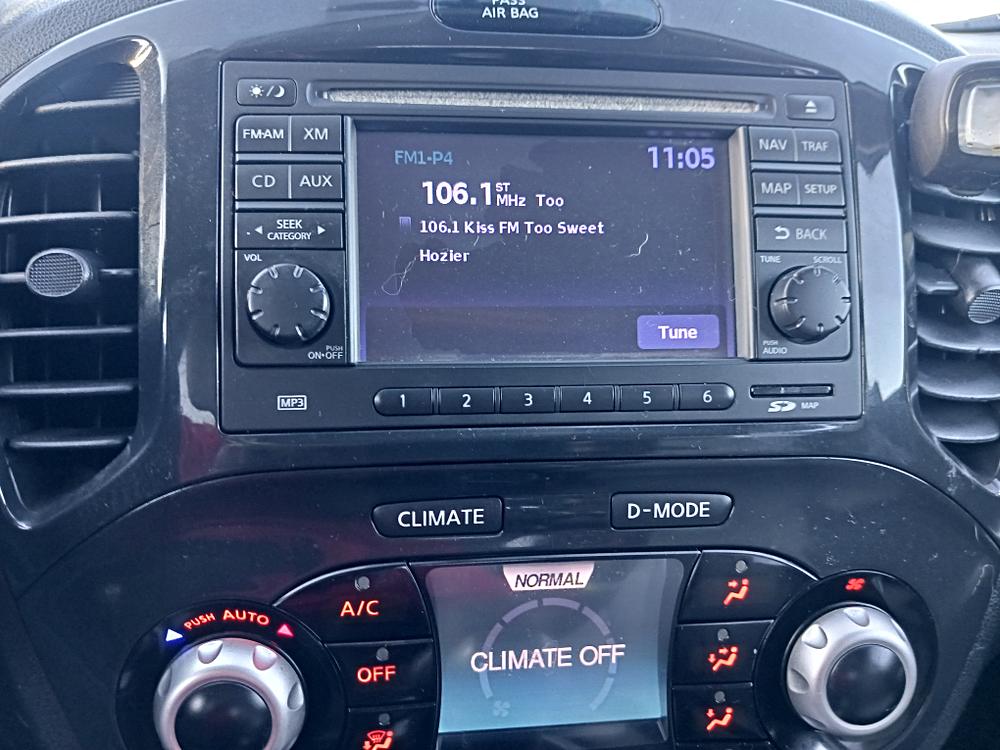 PASS
AIR BAG
FM·AM XM
CD AUX
SEEK
CATEGORY
VOL
PUSH
ON·OFF
MP3
FM1-P4
11:05
106.1 ST
MHz Too
106.1 Kiss FM Too Sweet
Hozier
Tune
NAV TRAF
MAP SETUP
BACK
TUNE SCROLL
PUSH
AUDIO
1 2 3 4 5 6
SD MAP
CLIMATE
D-MODE
PUSH AUTO
A/C
OFF
NORMAL
CLIMATE OFF